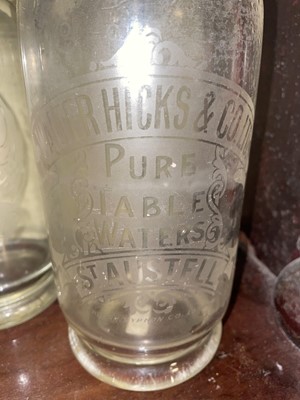 HICKS & CO.
PURE
TABLE
WATERS
ST AUSTELL